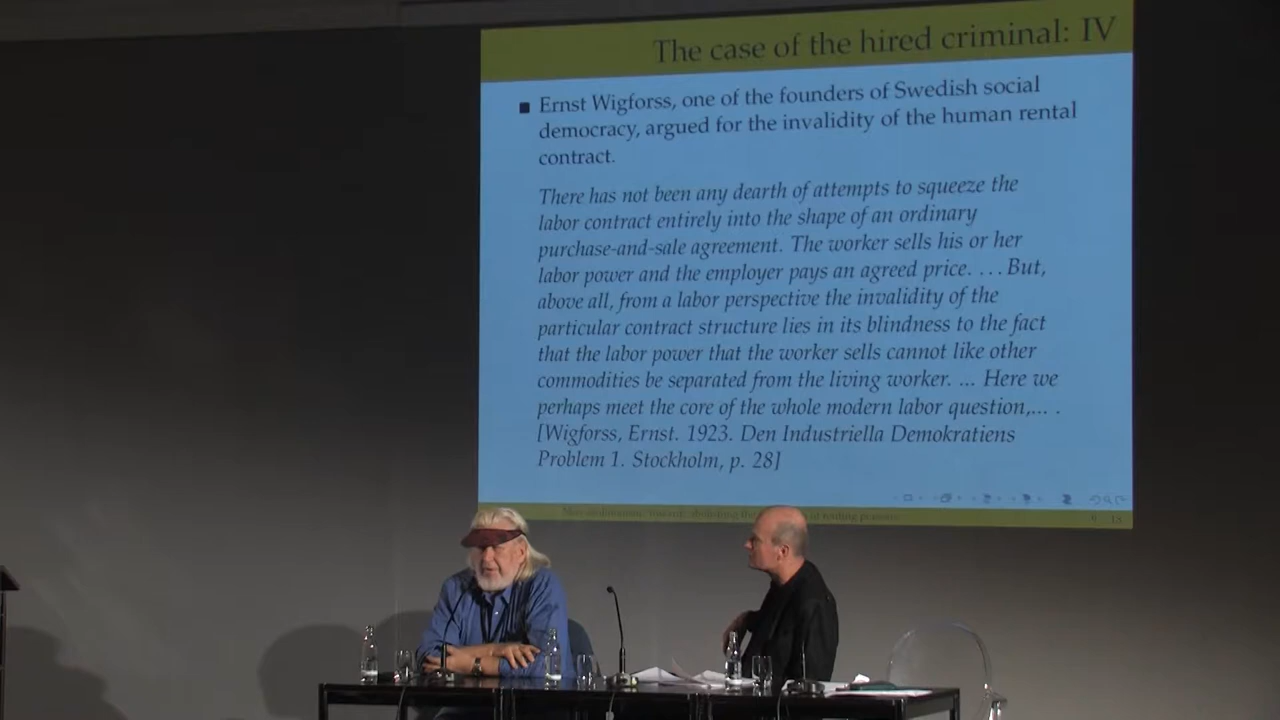 The case of the hired criminal: IV
Ernst Wigforss, one of the founders of Swedish social
democracy, argued for the invalidity of the human rental
contract.
There has not been any dearth of attempts to squeeze the
labor contract entirely into the shape of an ordinary
purchase-and-sale agreement. The worker sells his or her
labor power and the employer pays an agreed price. ... But,
above all, from a labor perspective the invalidity of the
particular contract structure lies in its blindness to the fact
that the labor power that the worker sells cannot like other
commodities be separated from the living worker. ... Here we
perhaps meet the core of the whole modern labor question,... .
[Wigforss, Ernst. 1923. Den Industriella Demokratiens
Problem 1. Stockholm, p. 28]